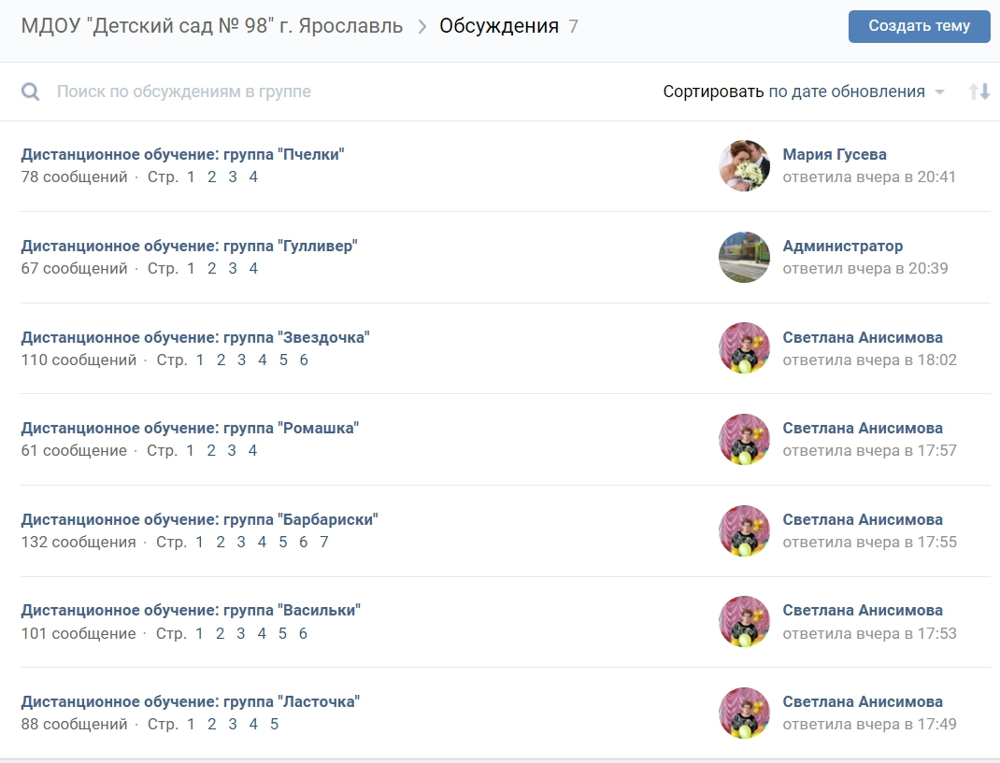 МДОУ "Детский сад № 98" г. Ярославль > Обсуждения 7 Создать тему
Поиск по обсуждениям в группе Сортировать по дате обновления
Дистанционное обучение: группа "Пчелки" Мария Гусева
78 сообщений · Стр. 1 2 3 4 ответила вчера в 20:41
Дистанционное обучение: группа "Гулливер" Администратор
67 сообщений · Стр. 1 2 3 4 ответил вчера в 20:39
Дистанционное обучение: группа "Звездочка" Светлана Анисимова
110 сообщений · Стр. 1 2 3 4 5 6 ответила вчера в 18:02
Дистанционное обучение: группа "Ромашка" Светлана Анисимова
61 сообщение · Стр. 1 2 3 4 ответила вчера в 17:57
Дистанционное обучение: группа "Барбариски" Светлана Анисимова
132 сообщения · Стр. 1 2 3 4 5 6 7 ответила вчера в 17:55
Дистанционное обучение: группа "Васильки" Светлана Анисимова
101 сообщение · Стр. 1 2 3 4 5 6 ответила вчера в 17:53
Дистанционное обучение: группа "Ласточка" Светлана Анисимова
88 сообщений · Стр. 1 2 3 4 5 ответила вчера в 17:49